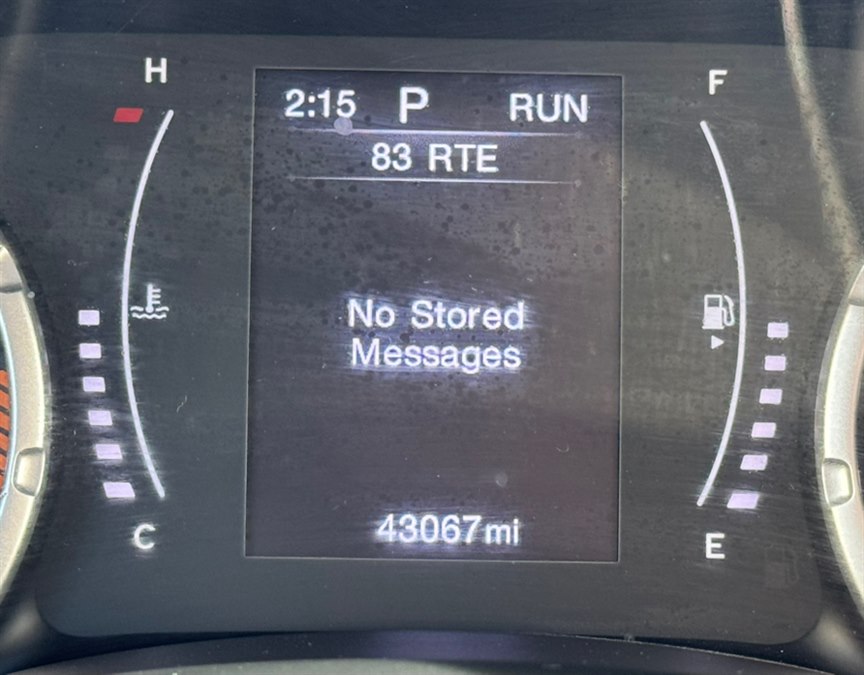 H
F
2:15 P RUN
83 RTE
No Stored
Messages
43067mi
C
E